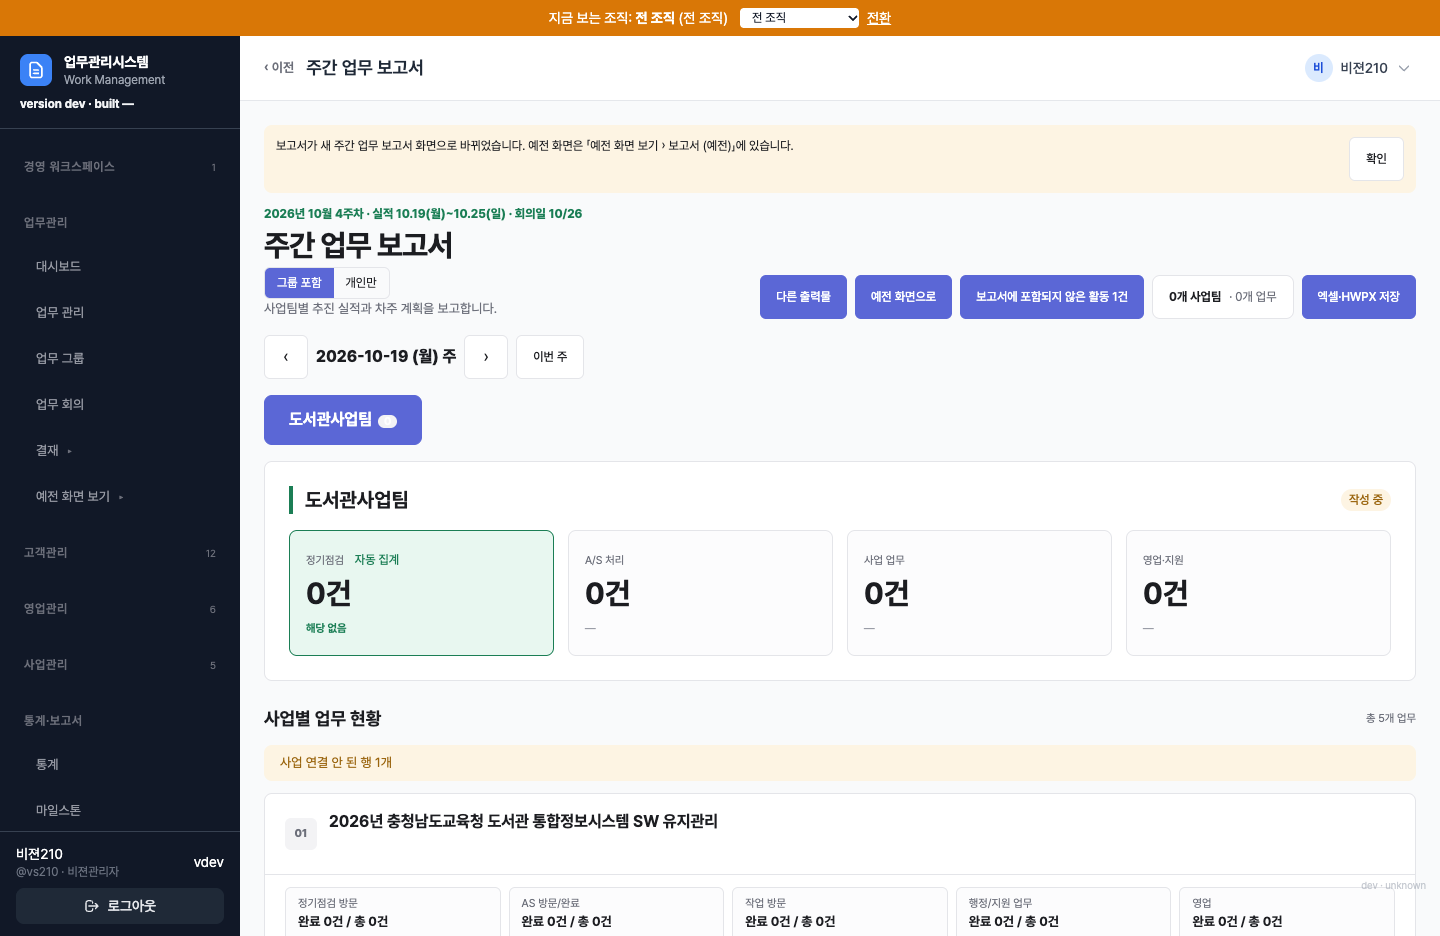 지금 보는 조직: 전 조직 (전 조직) 전 조직 전환
업무관리시스템
Work Management
version dev · built —
경영 워크스페이스 1
업무관리
대시보드
업무 관리
업무 그룹
업무 회의
결재 ▸
예전 화면 보기 ▸
고객관리 12
영업관리 6
사업관리 5
통계·보고서
통계
마일스톤
비젼210
@vs210 · 비젼관리자
vdev
로그아웃
‹ 이전 주간 업무 보고서
비 비젼210
보고서가 새 주간 업무 보고서 화면으로 바뀌었습니다. 예전 화면은 「예전 화면 보기 › 보고서 (예전)」에 있습니다.
확인
2026년 10월 4주차 · 실적 10.19(월)~10.25(일) · 회의일 10/26
주간 업무 보고서
그룹 포함 개인만
사업팀별 추진 실적과 차주 계획을 보고합니다.
다른 출력물 예전 화면으로 보고서에 포함되지 않은 활동 1건 0개 사업팀 · 0개 업무 엑셀·HWPX 저장
‹ 2026-10-19 (월) 주 › 이번 주
도서관사업팀 0
도서관사업팀
작성 중
정기점검 자동 집계
0건
해당 없음
A/S 처리
0건
—
사업 업무
0건
—
영업·지원
0건
—
사업별 업무 현황
총 5개 업무
사업 연결 안 된 행 1개
01 2026년 충청남도교육청 도서관 통합정보시스템 SW 유지관리
정기점검 방문
완료 0건 / 총 0건
AS 방문/완료
완료 0건 / 총 0건
작업 방문
완료 0건 / 총 0건
행정/지원 업무
완료 0건 / 총 0건
영업
완료 0건 / 총 0건
dev · unknown